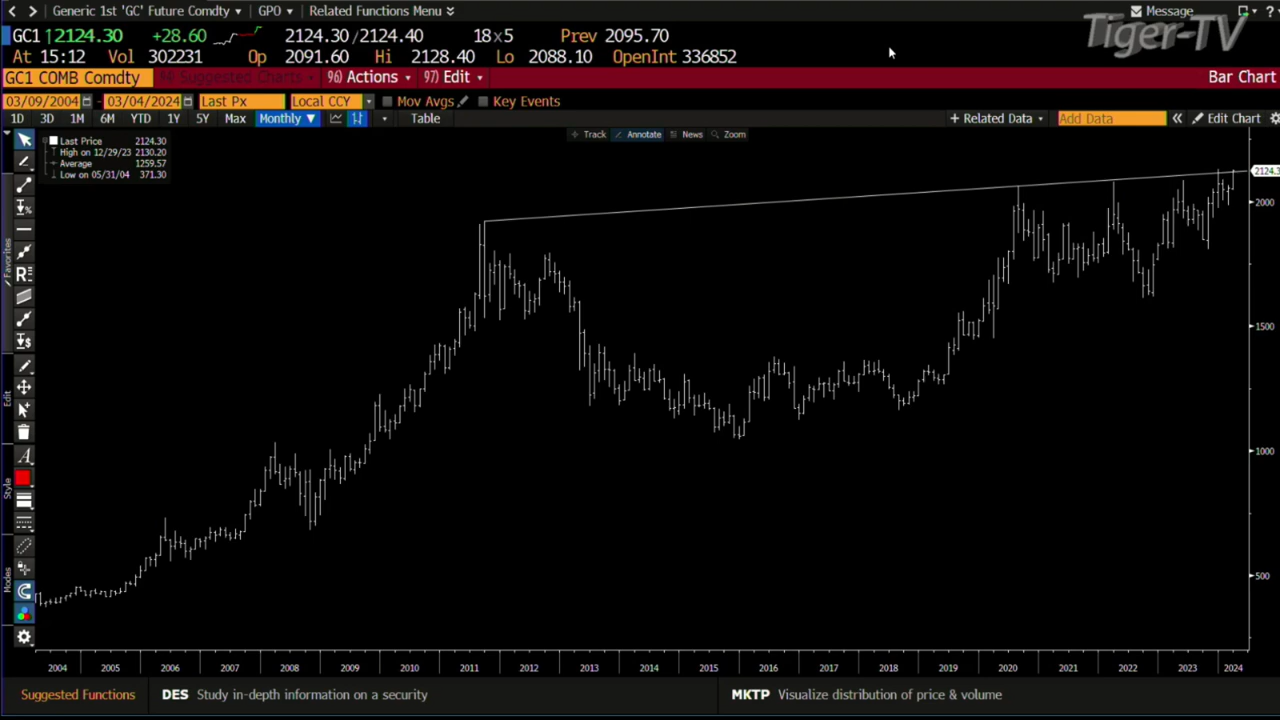 < > Generic 1st 'GC' Future Comdty ▾ GPO ▾ Related Functions Menu Message ?
Tiger-TV
GC1 ↑2124.30 +28.60 2124.30/2124.40 18x5 Prev 2095.70
At 15:12 Vol 302231 Op 2091.60 Hi 2128.40 Lo 2088.10 OpenInt 336852
GC1 COMB Comdty 94) Suggested Charts 96) Actions 97) Edit Bar Chart
03/09/2004 - 03/04/2024 Last Px Local CCY Mov Avgs Key Events
1D 3D 1M 6M YTD 1Y 5Y Max Monthly ▼ Table + Related Data Add Data « Edit Chart
Track Annotate News Zoom
Last Price 2124.30
High on 12/29/23 2130.20
Average 1259.57
Low on 05/31/04 371.30
2124.3
2000
1500
1000
500
Favorites
Edit
Style
Modes
R
A
2004 2005 2006 2007 2008 2009 2010 2011 2012 2013 2014 2015 2016 2017 2018 2019 2020 2021 2022 2023 2024
Suggested Functions DES Study in-depth information on a security MKTP Visualize distribution of price & volume